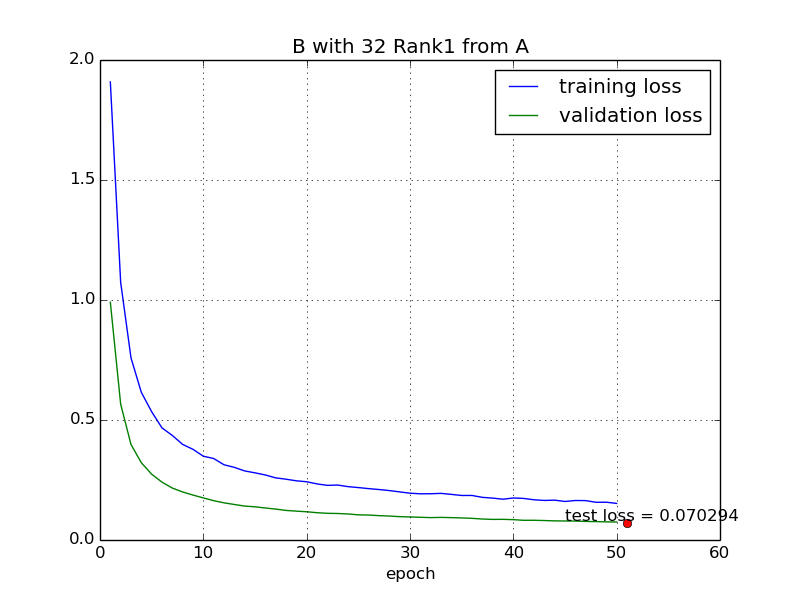 B with 32 Rank1 from A
training loss
validation loss
2.0
1.5
1.0
0.5
0.0
test loss = 0.070294
0 10 20 30 40 50 60
epoch